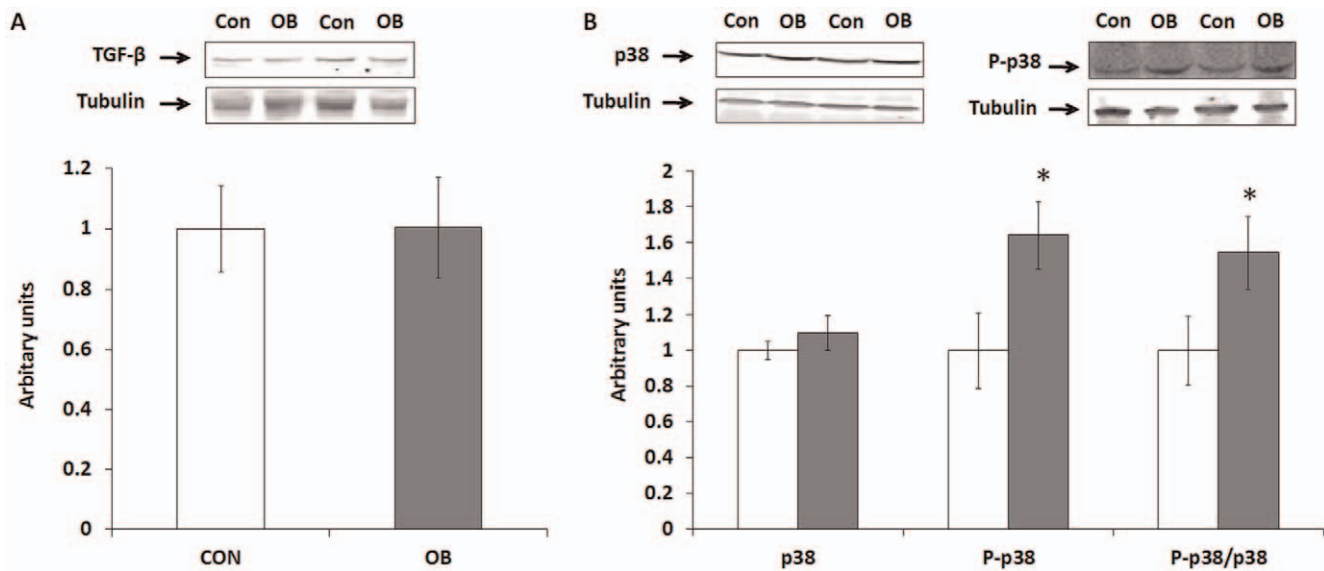 A
Con OB Con OB
TGF-β
Tubulin
1.2
1
0.8
0.6
0.4
0.2
0
Arbitary units
CON OB
B
Con OB Con OB
p38
Tubulin
Con OB Con OB
P-p38
Tubulin
2
1.8
1.6
1.4
1.2
1
0.8
0.6
0.4
0.2
0
Arbitrary units
*
*
p38 P-p38 P-p38/p38